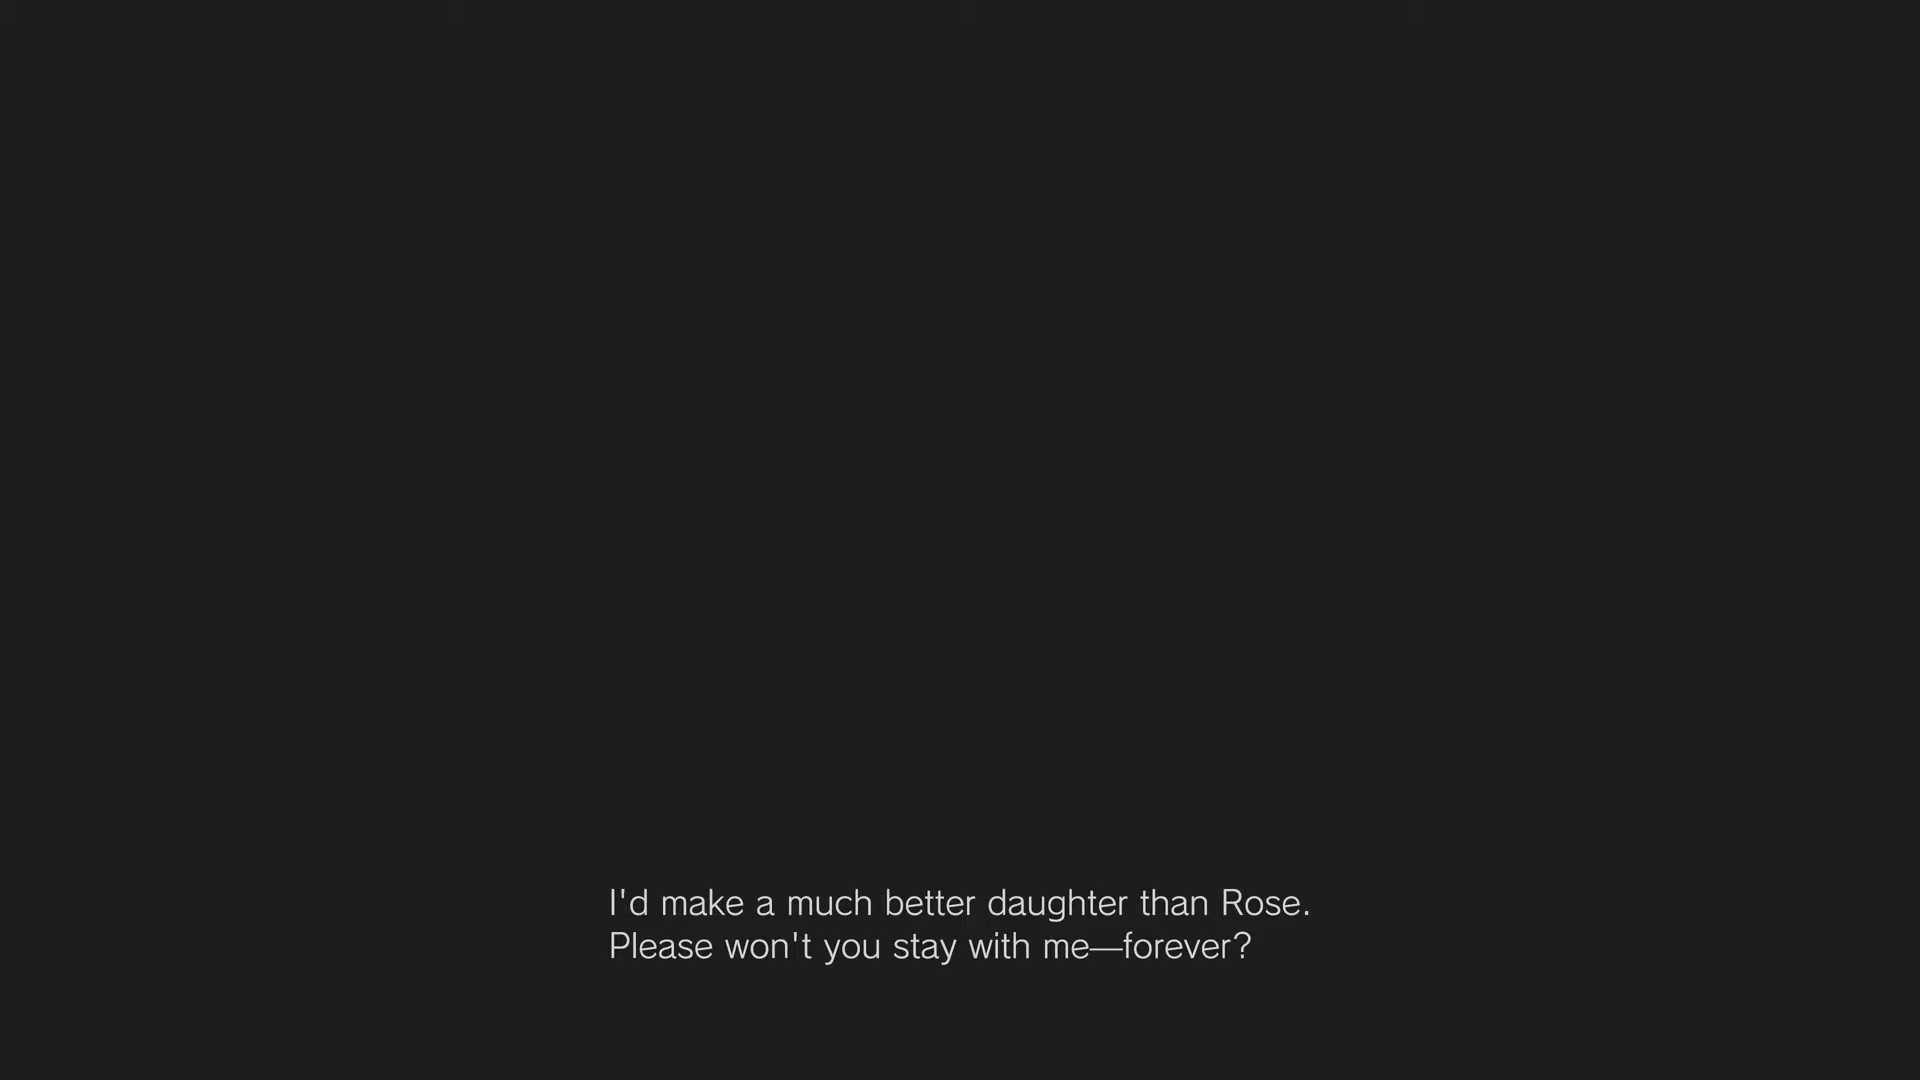 I'd make a much better daughter than Rose.
Please won't you stay with me—forever?